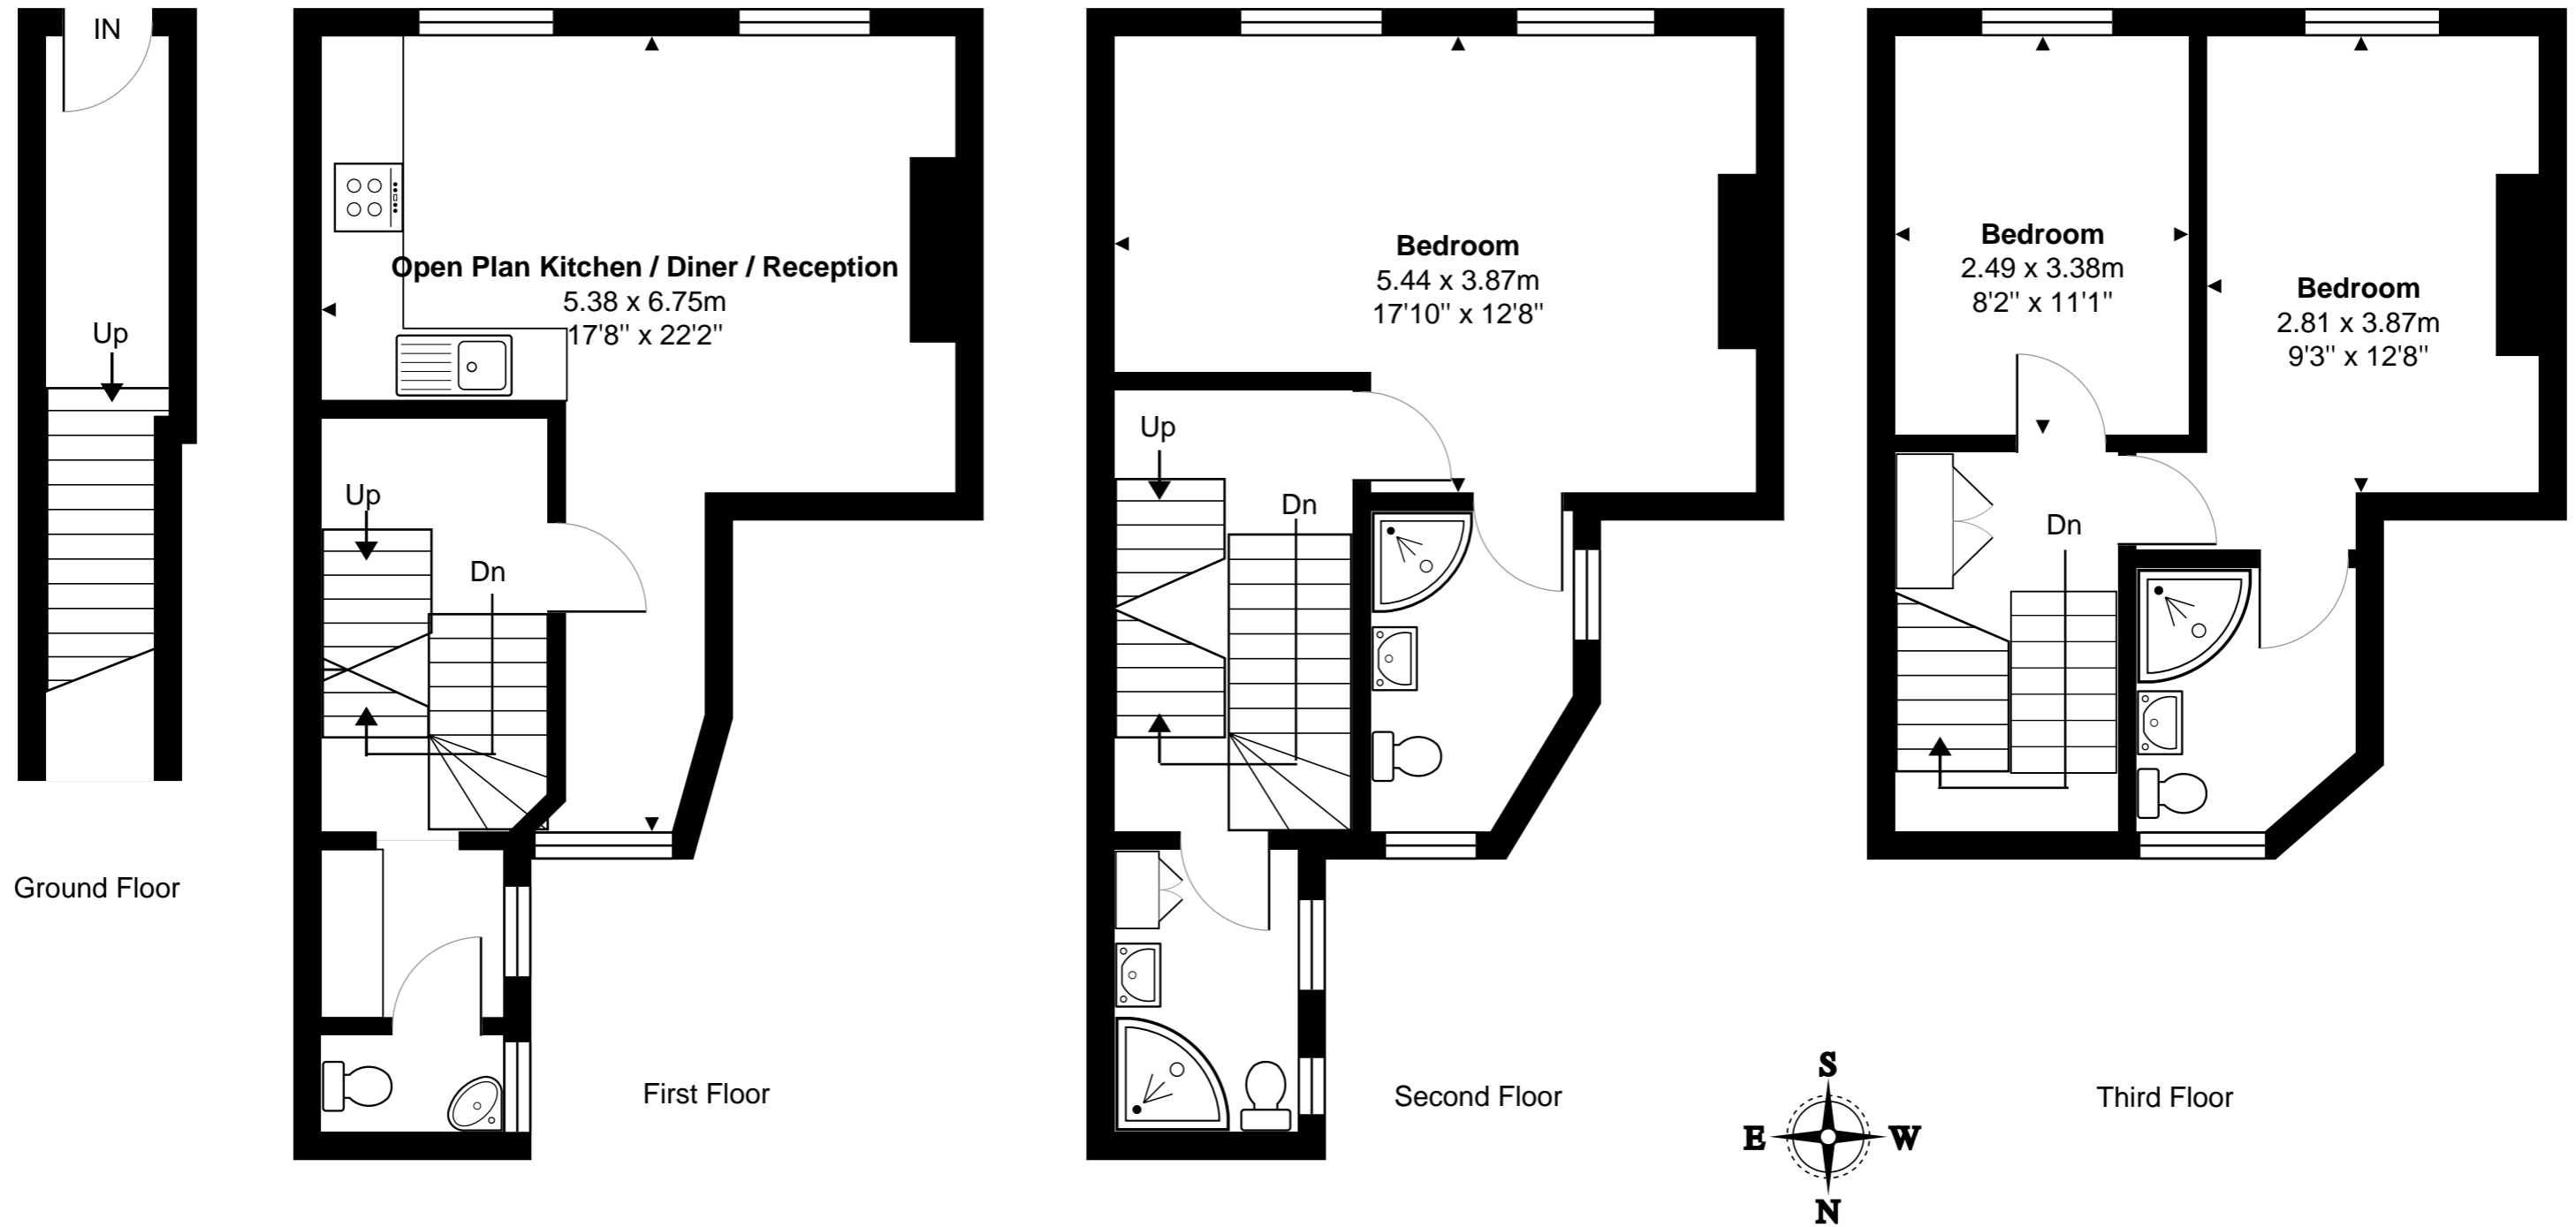 IN
Up
Ground Floor
Open Plan Kitchen / Diner / Reception
5.38 x 6.75m
17'8" x 22'2"
Up
Dn
First Floor
Bedroom
5.44 x 3.87m
17'10" x 12'8"
Up
Dn
Second Floor
Bedroom
2.49 x 3.38m
8'2" x 11'1"
Bedroom
2.81 x 3.87m
9'3" x 12'8"
Dn
Third Floor
S
E W
N